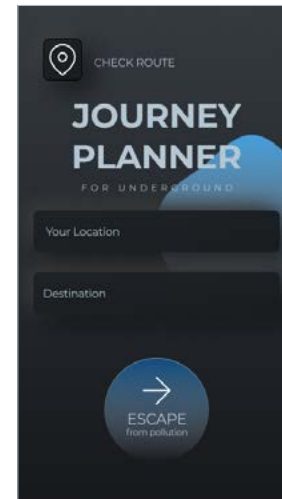 CHECK ROUTE
JOURNEY
PLANNER
FOR UNDERGROUND
Your Location
Destination
ESCAPE
from pollution